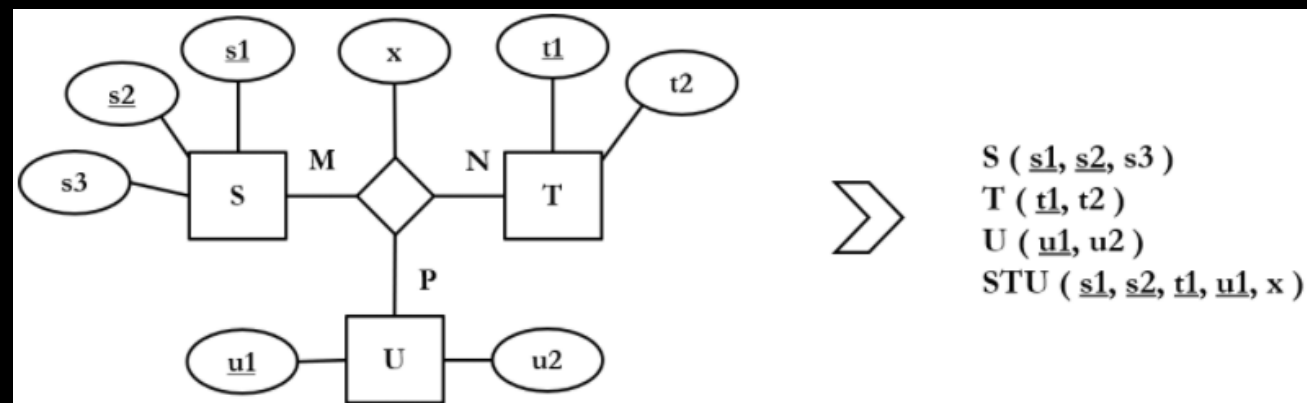 s1
x
t1
s2
t2
s3
M
N
S
T
P
u1
U
u2
S ( s1, s2, s3 )
T ( t1, t2 )
U ( u1, u2 )
STU ( s1, s2, t1, u1, x )